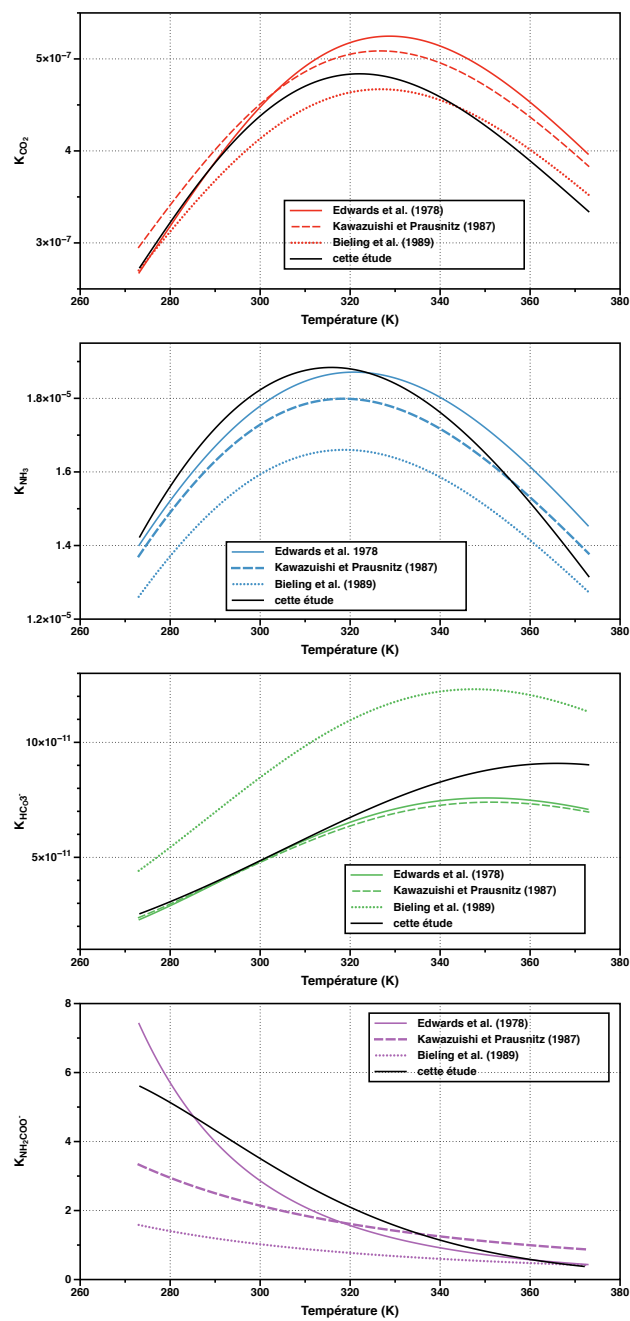 5×10⁻⁷
4
3×10⁻⁷
K_CO₂
Edwards et al. (1978)
Kawazuishi et Prausnitz (1987)
Bieling et al. (1989)
cette étude
260 280 300 320 340 360 380
Température (K)
1.8×10⁻⁵
1.6
1.4
1.2×10⁻⁵
K_NH₃
Edwards et al. 1978
Kawazuishi et Prausnitz (1987)
Bieling et al. (1989)
cette étude
260 280 300 320 340 360 380
Température (K)
10×10⁻¹¹
5×10⁻¹¹
K_HCO3⁻
Edwards et al. (1978)
Kawazuishi et Prausnitz (1987)
Bieling et al. (1989)
cette étude
260 280 300 320 340 360 380
Température (K)
8
6
4
2
0
K_NH₂COO⁻
Edwards et al. (1978)
Kawazuishi et Prausnitz (1987)
Bieling et al. (1989)
cette étude
260 280 300 320 340 360 380
Température (K)